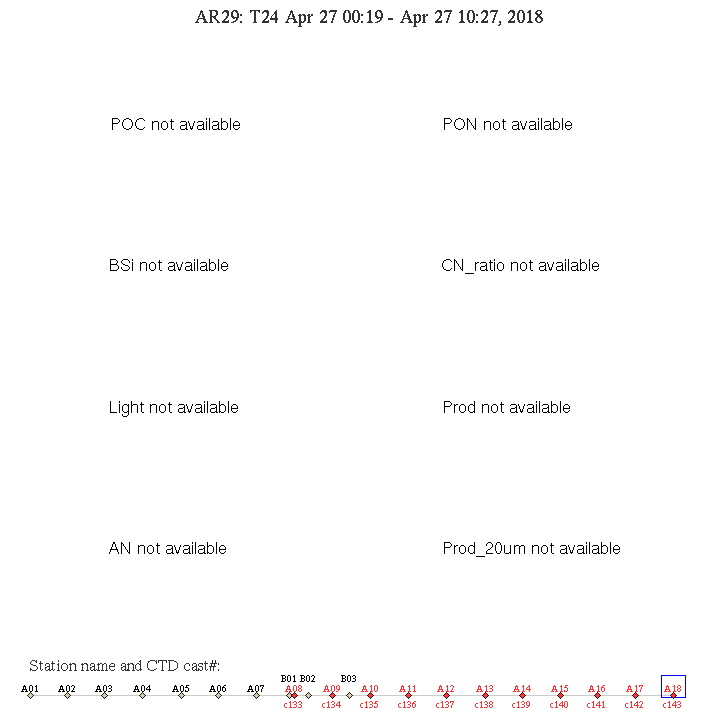 AR29: T24 Apr 27 00:19 - Apr 27 10:27, 2018
POC not available
PON not available
BSi not available
CN_ratio not available
Light not available
Prod not available
AN not available
Prod_20um not available
Station name and CTD cast#:
B01 B02 B03
A01 A02 A03 A04 A05 A06 A07 A08 A09 A10 A11 A12 A13 A14 A15 A16 A17 A18
c133 c134 c135 c136 c137 c138 c139 c140 c141 c142 c143